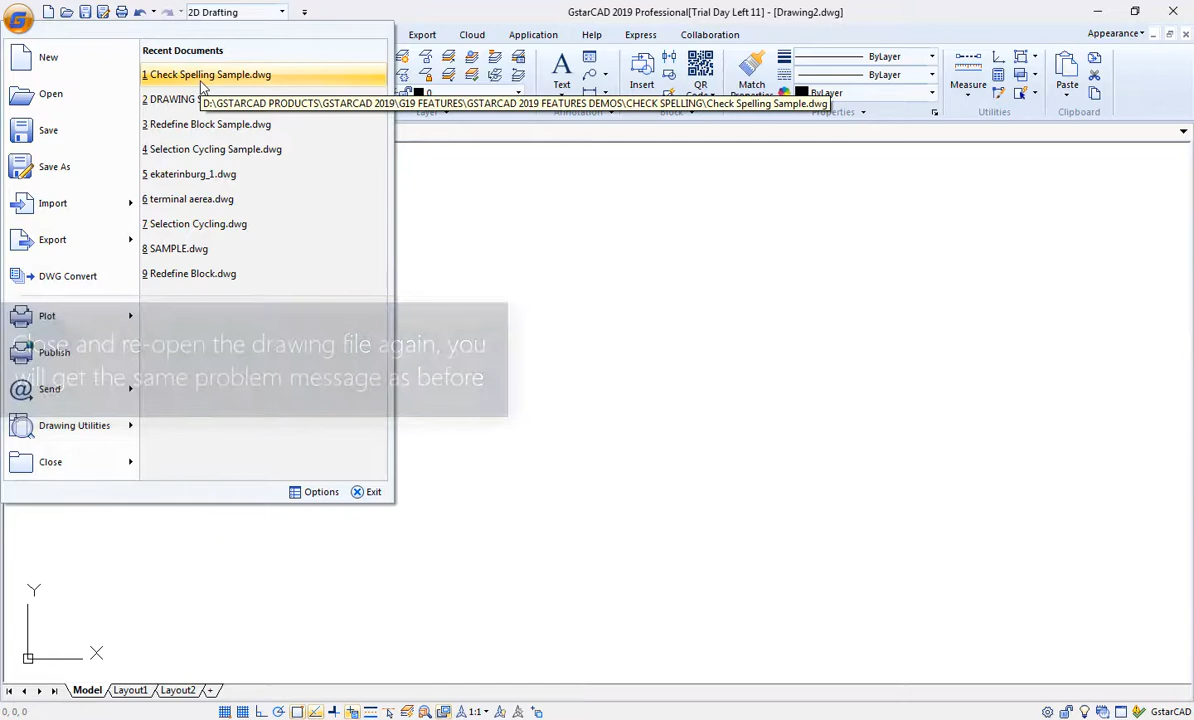 2D Drafting
GstarCAD 2019 Professional[Trial Day Left 11] - [Drawing2.dwg]
Export Cloud Application Help Express Collaboration
Appearance
New
Open
Save
Save As
Import
Export
DWG Convert
Plot
Publish
Send
Drawing Utilities
Close
Recent Documents
1 Check Spelling Sample.dwg
2 DRAWING
D:\GSTARCAD PRODUCTS\GSTARCAD 2019\G19 FEATURES\GSTARCAD 2019 FEATURES DEMOS\CHECK SPELLING\Check Spelling Sample.dwg
3 Redefine Block Sample.dwg
4 Selection Cycling Sample.dwg
5 ekaterinburg_1.dwg
6 terminal aerea.dwg
7 Selection Cycling.dwg
8 SAMPLE.dwg
9 Redefine Block.dwg
Options Exit
0
Text
Insert
QR
Match
ByLayer
ByLayer
ByLayer
Measure
Paste
Properties
Utilities
Clipboard
Close and re-open the drawing file again, you
will get the same problem message as before
Y
X
Model Layout1 Layout2 +
0, 0, 0
1:1
GstarCAD